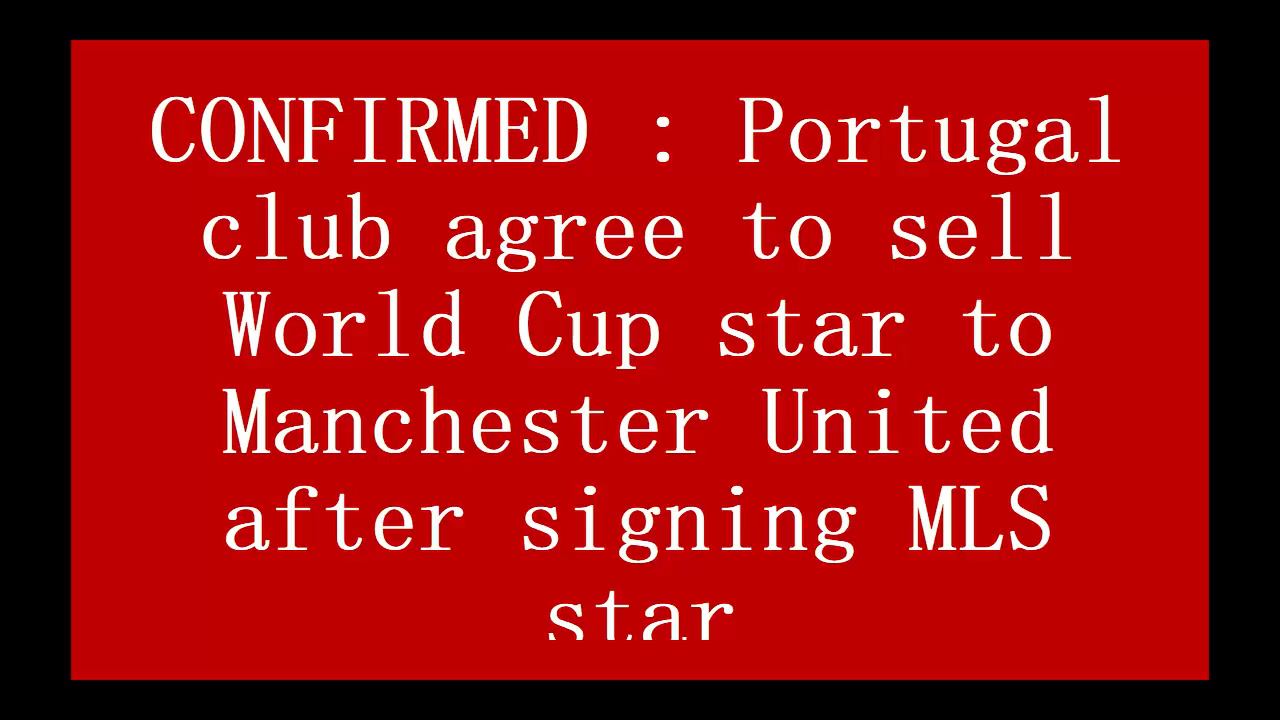 CONFIRMED : Portugal
club agree to sell
World Cup star to
Manchester United
after signing MLS
star